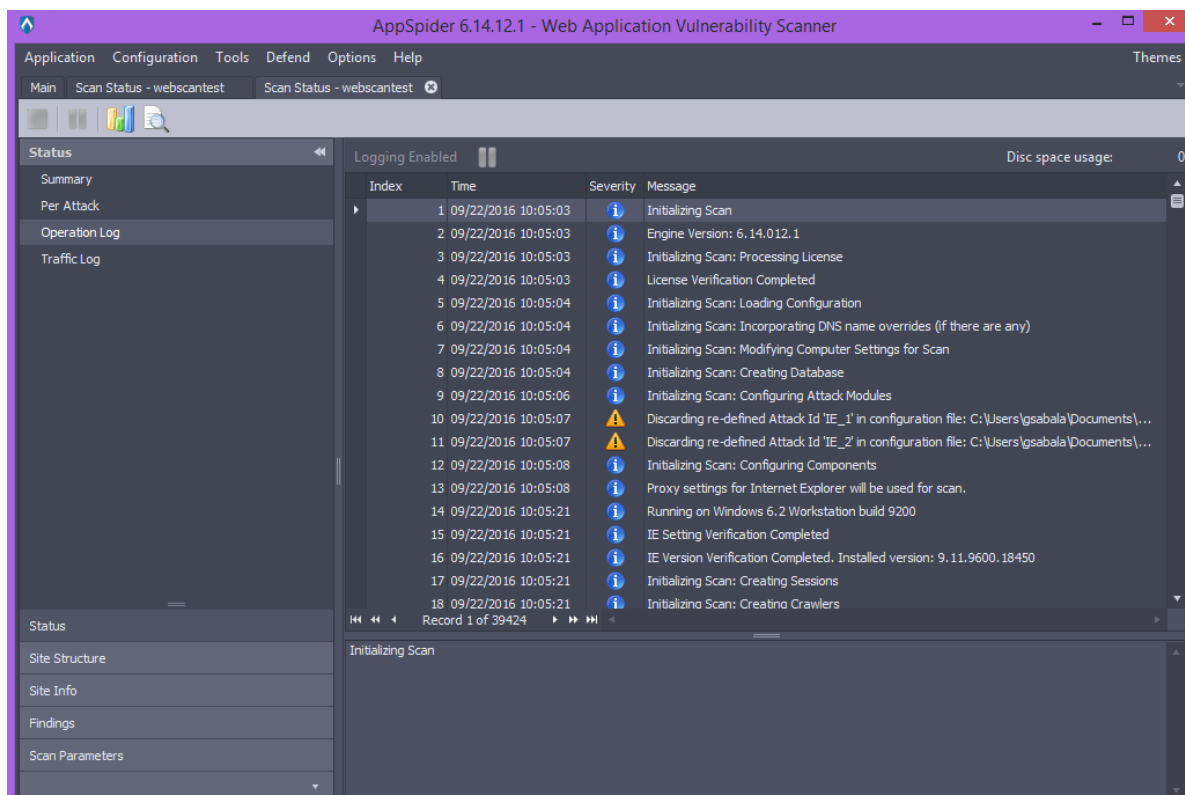 AppSpider 6.14.12.1 - Web Application Vulnerability Scanner
Application Configuration Tools Defend Options Help Themes
Main Scan Status - webscantest Scan Status - webscantest
Status
Summary
Per Attack
Operation Log
Traffic Log
Status
Site Structure
Site Info
Findings
Scan Parameters
Logging Enabled Disc space usage: 0
Index Time Severity Message
1 09/22/2016 10:05:03 Initializing Scan
2 09/22/2016 10:05:03 Engine Version: 6.14.012.1
3 09/22/2016 10:05:03 Initializing Scan: Processing License
4 09/22/2016 10:05:03 License Verification Completed
5 09/22/2016 10:05:04 Initializing Scan: Loading Configuration
6 09/22/2016 10:05:04 Initializing Scan: Incorporating DNS name overrides (if there are any)
7 09/22/2016 10:05:04 Initializing Scan: Modifying Computer Settings for Scan
8 09/22/2016 10:05:04 Initializing Scan: Creating Database
9 09/22/2016 10:05:06 Initializing Scan: Configuring Attack Modules
10 09/22/2016 10:05:07 Discarding re-defined Attack Id 'IE_1' in configuration file: C:\Users\gsabala\Documents\...
11 09/22/2016 10:05:07 Discarding re-defined Attack Id 'IE_2' in configuration file: C:\Users\gsabala\Documents\...
12 09/22/2016 10:05:08 Initializing Scan: Configuring Components
13 09/22/2016 10:05:08 Proxy settings for Internet Explorer will be used for scan.
14 09/22/2016 10:05:21 Running on Windows 6.2 Workstation build 9200
15 09/22/2016 10:05:21 IE Setting Verification Completed
16 09/22/2016 10:05:21 IE Version Verification Completed. Installed version: 9.11.9600.18450
17 09/22/2016 10:05:21 Initializing Scan: Creating Sessions
18 09/22/2016 10:05:21 Initializing Scan: Creating Crawlers
Record 1 of 39424
Initializing Scan